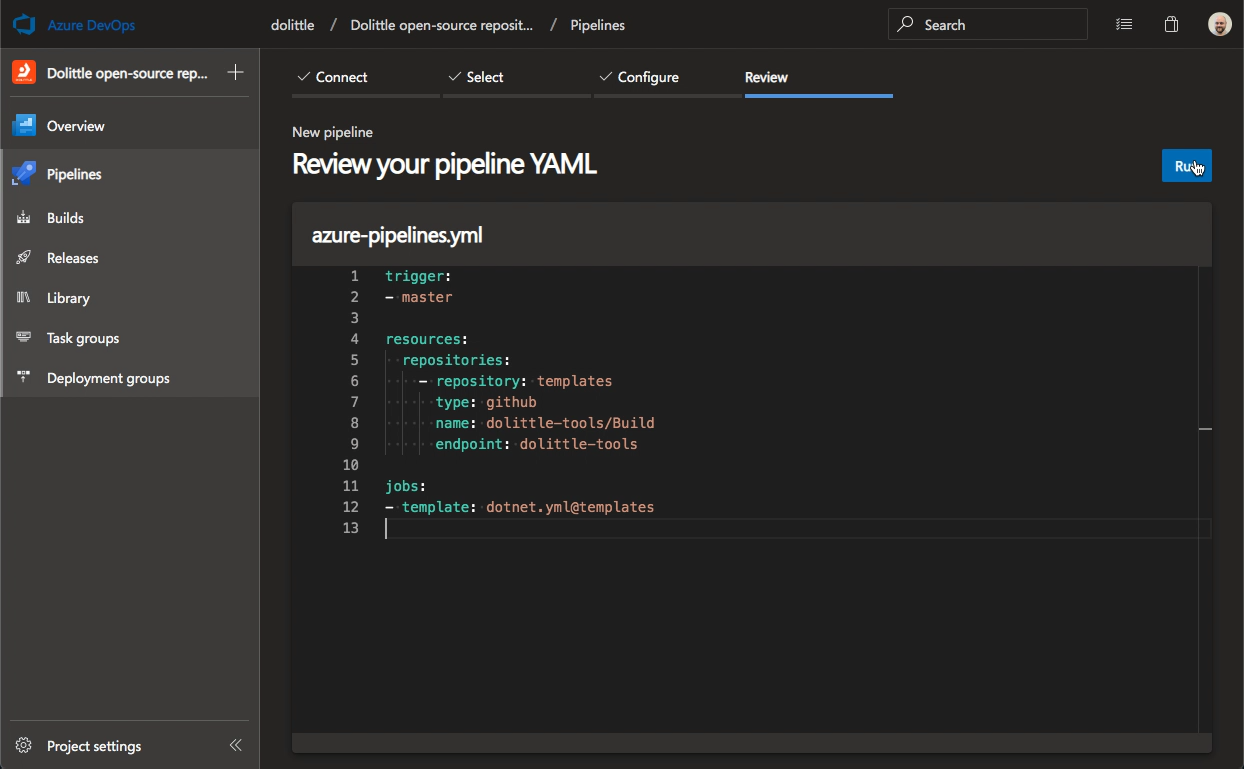 Azure DevOps
dolittle / Dolittle open-source reposit... / Pipelines
Search
Dolittle open-source rep...
Overview
Pipelines
Builds
Releases
Library
Task groups
Deployment groups
Project settings
Connect
Select
Configure
Review
New pipeline
Review your pipeline YAML
azure-pipelines.yml
1 trigger:
2 - master
3
4 resources:
5 repositories:
6 - repository: templates
7 type: github
8 name: dolittle-tools/Build
9 endpoint: dolittle-tools
10
11 jobs:
12 - template: dotnet.yml@templates
13